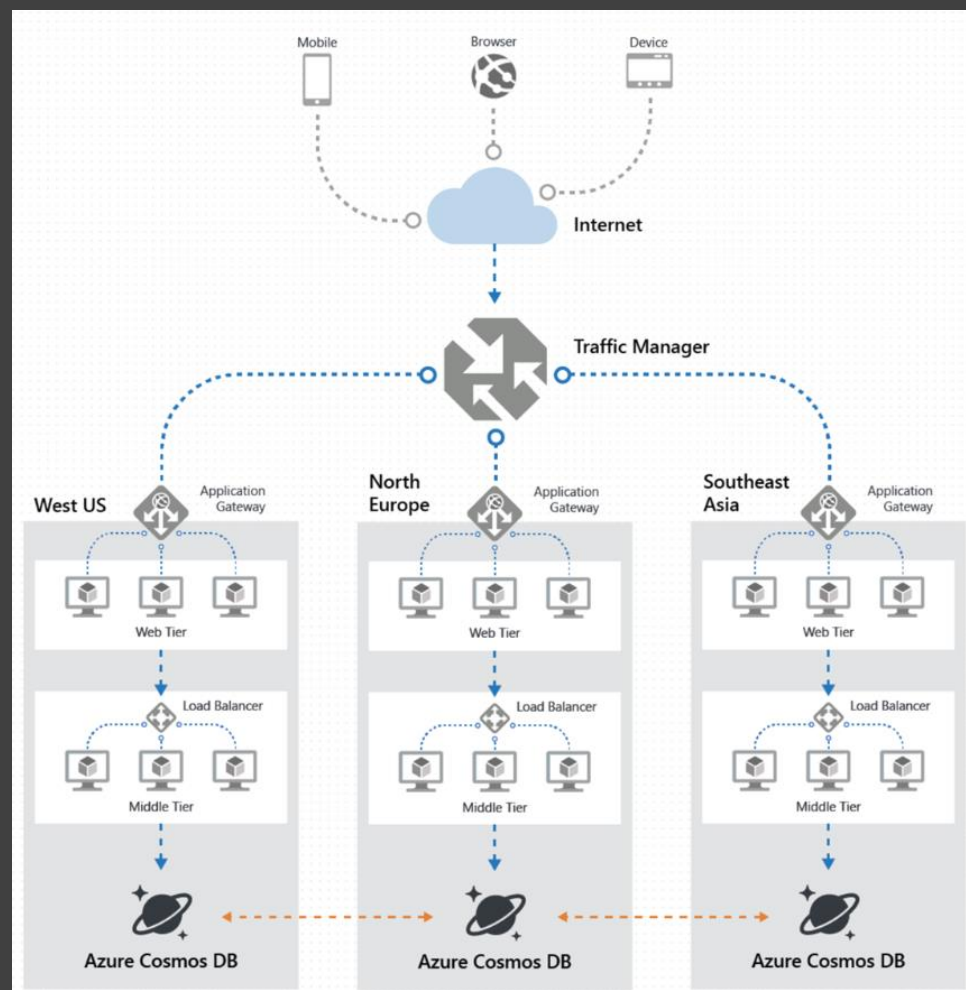 Mobile
Browser
Device
Internet
Traffic Manager
West US
Application
Gateway
North
Europe
Application
Gateway
Southeast
Asia
Application
Gateway
Web Tier
Web Tier
Web Tier
Load Balancer
Load Balancer
Load Balancer
Middle Tier
Middle Tier
Middle Tier
Azure Cosmos DB
Azure Cosmos DB
Azure Cosmos DB